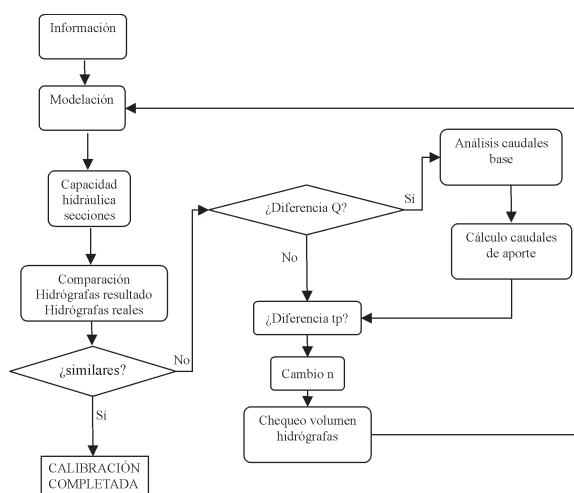 Información
Modelación
Capacidad
hidráulica
secciones
Comparación
Hidrógrafas resultado
Hidrógrafas reales
¿similares?
No
Sí
CALIBRACIÓN
COMPLETADA
¿Diferencia Q?
Sí
No
Análisis caudales
base
Cálculo caudales
de aporte
¿Diferencia tp?
Cambio n
Chequeo volumen
hidrógrafas